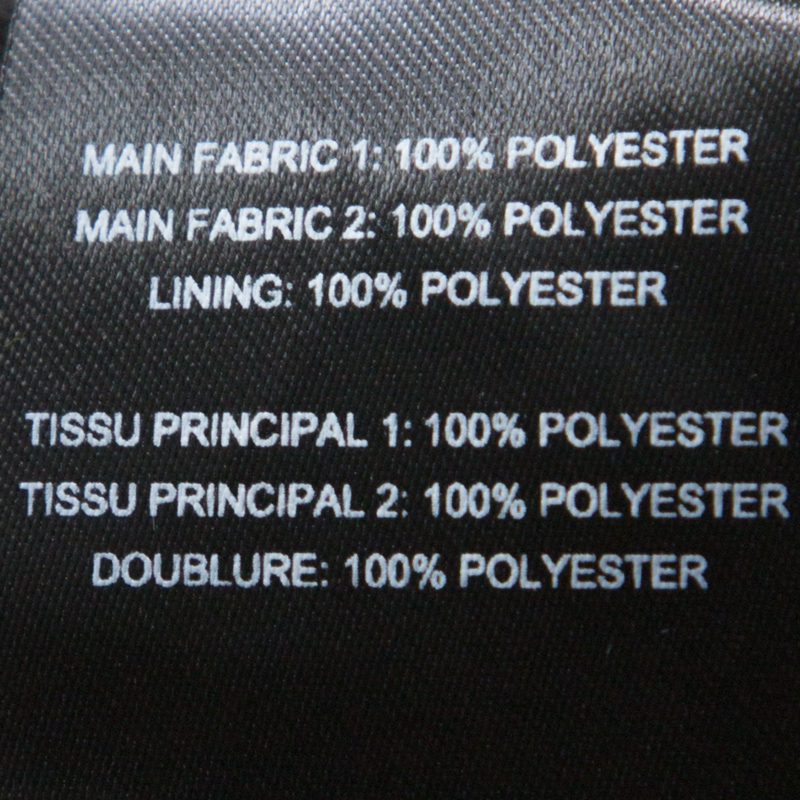 MAIN FABRIC 1: 100% POLYESTER
MAIN FABRIC 2: 100% POLYESTER
LINING: 100% POLYESTER
TISSU PRINCIPAL 1: 100% POLYESTER
TISSU PRINCIPAL 2: 100% POLYESTER
DOUBLURE: 100% POLYESTER